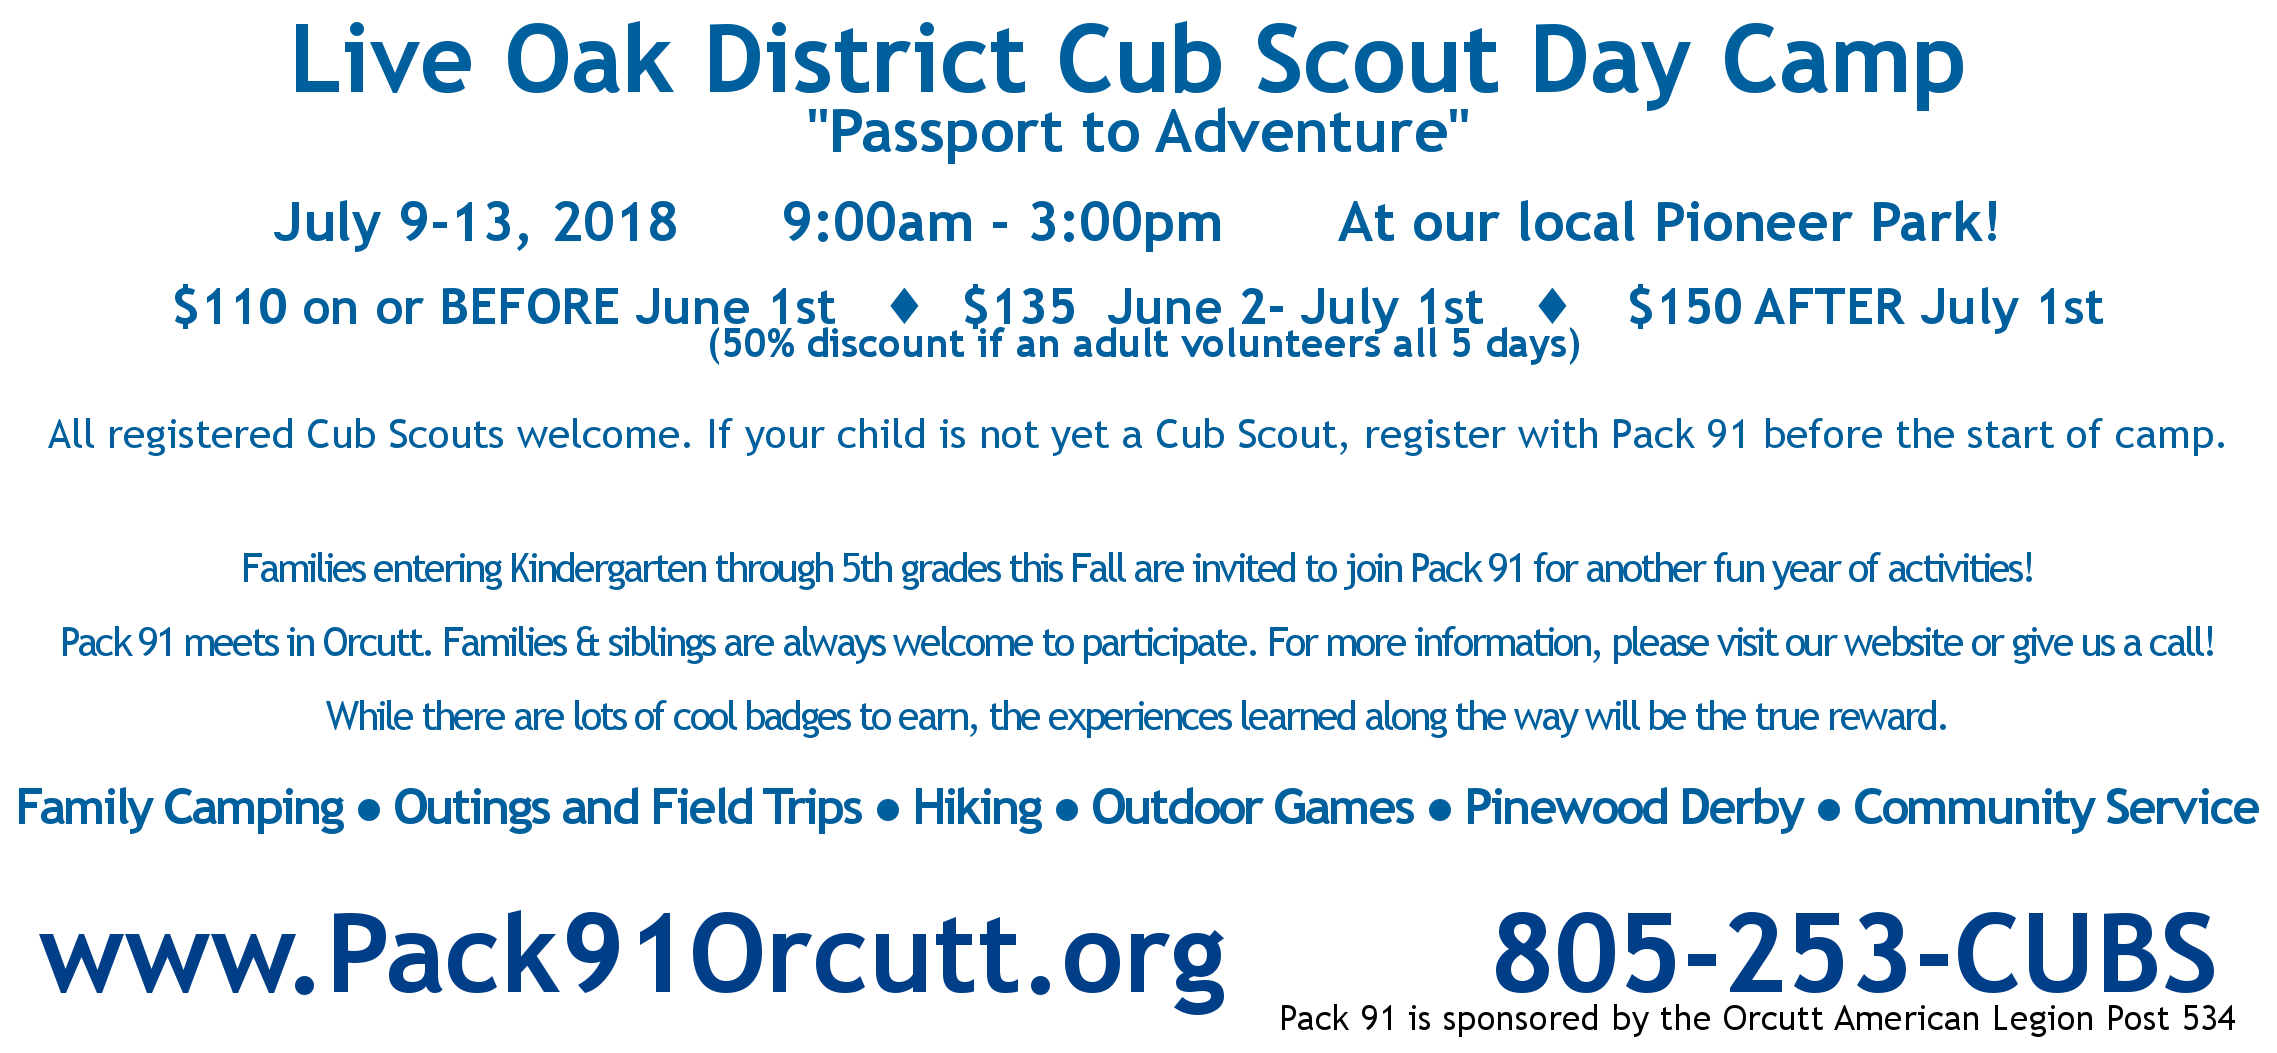 Live Oak District Cub Scout Day Camp
"Passport to Adventure"
July 9-13, 2018 9:00am - 3:00pm At our local Pioneer Park!
$110 on or BEFORE June 1st ♦ $135 June 2- July 1st ♦ $150 AFTER July 1st
(50% discount if an adult volunteers all 5 days)
All registered Cub Scouts welcome. If your child is not yet a Cub Scout, register with Pack 91 before the start of camp.
Families entering Kindergarten through 5th grades this Fall are invited to join Pack 91 for another fun year of activities!
Pack 91 meets in Orcutt. Families & siblings are always welcome to participate. For more information, please visit our website or give us a call!
While there are lots of cool badges to earn, the experiences learned along the way will be the true reward.
Family Camping ● Outings and Field Trips ● Hiking ● Outdoor Games ● Pinewood Derby ● Community Service
www.Pack91Orcutt.org 805-253-CUBS
Pack 91 is sponsored by the Orcutt American Legion Post 534